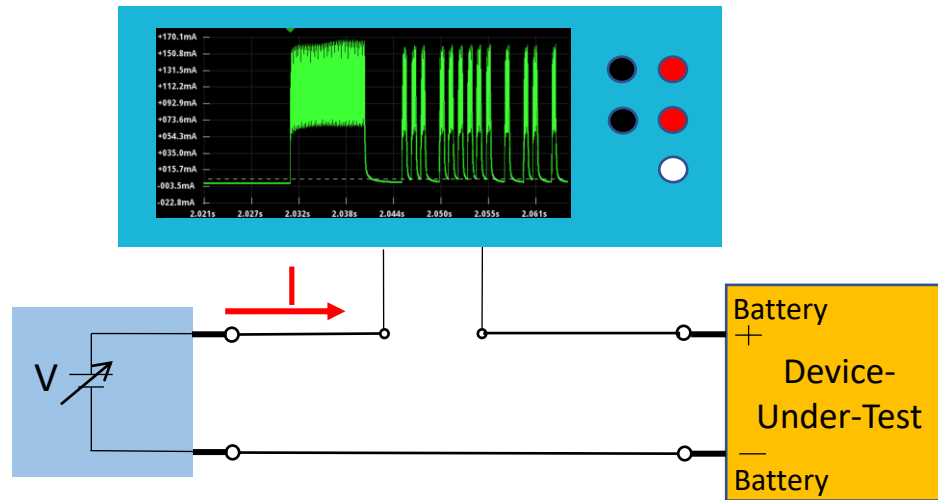 +170.1mA
+150.8mA
+131.5mA
+112.2mA
+092.9mA
+073.6mA
+054.3mA
+035.0mA
+015.7mA
-003.5mA
-022.8mA
2.021s 2.027s 2.032s 2.038s 2.044s 2.050s 2.055s 2.061s
I
V
Battery
+
Device-
Under-Test
—
Battery